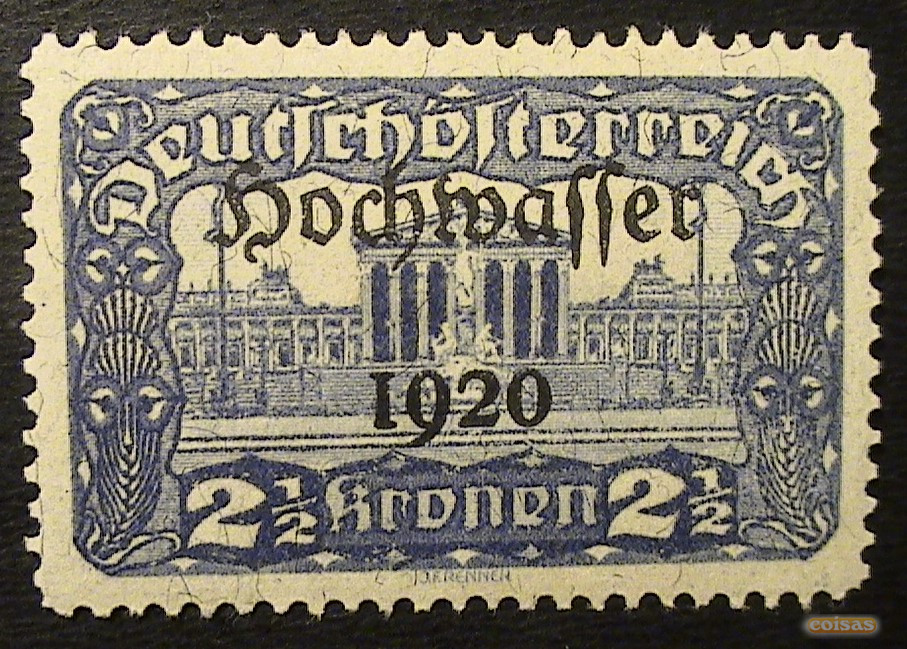 Deutschösterreich
Hochwasser
1920
2½ Kronen 2½
J.F.RENNER
coisas